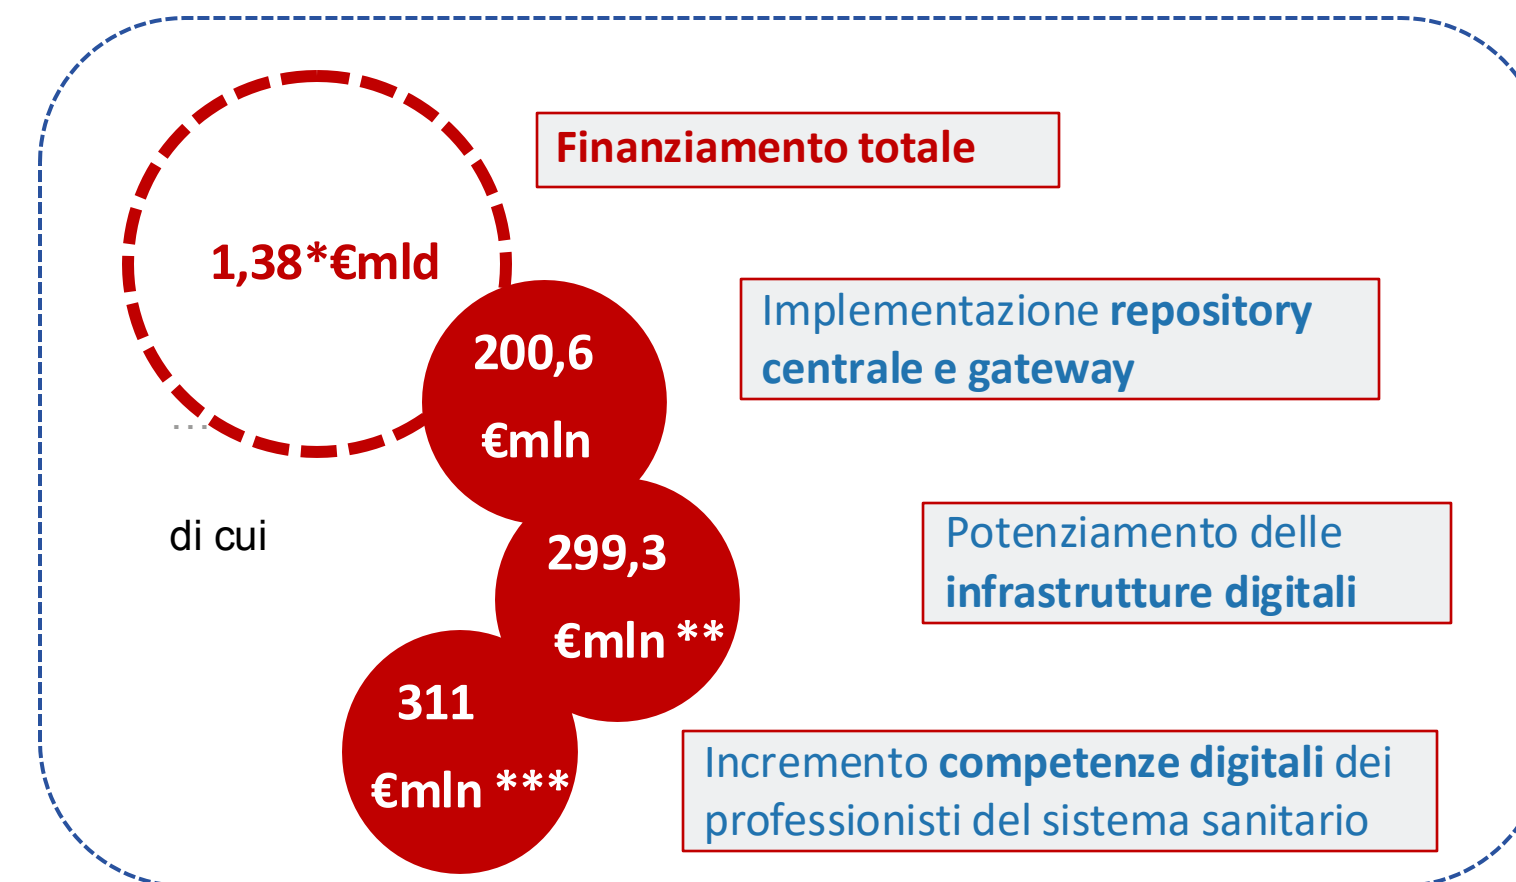 Finanziamento totale
1,38*€mld
200,6
€mln
Implementazione repository
centrale e gateway
...
di cui
299,3
€mln **
Potenziamento delle
infrastrutture digitali
311
€mln ***
Incremento competenze digitali dei
professionisti del sistema sanitario